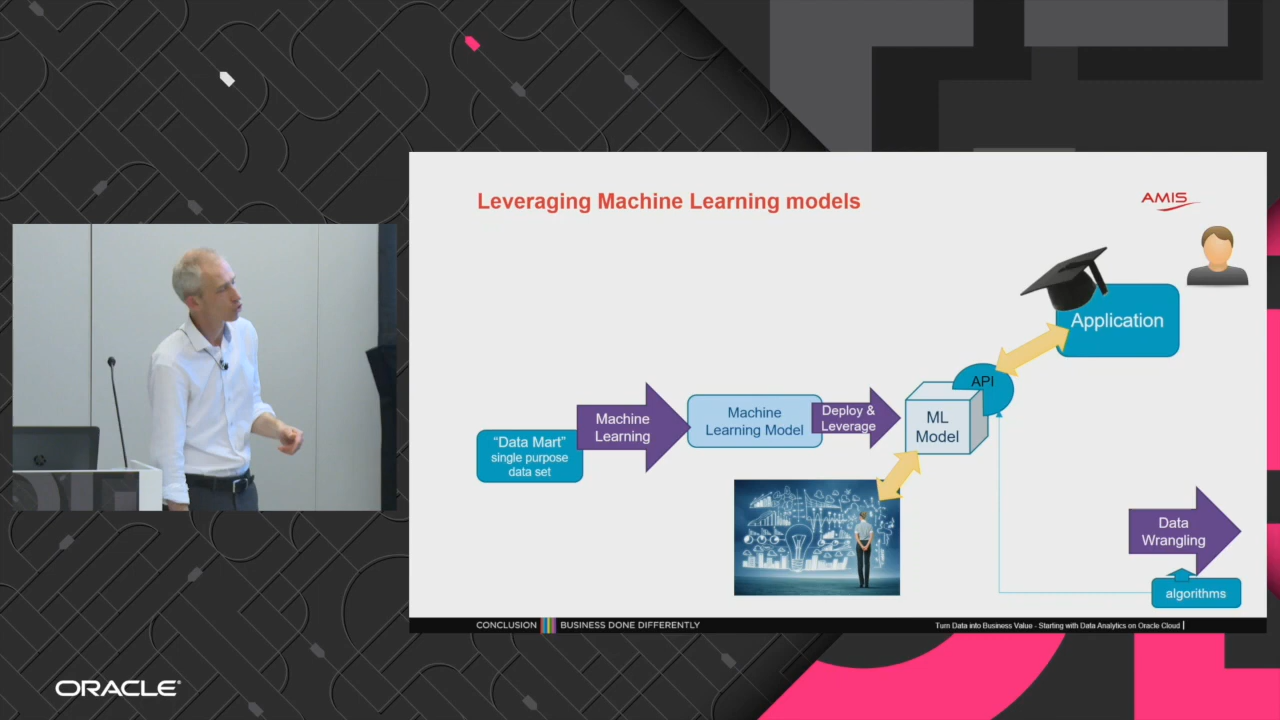 Leveraging Machine Learning models
AMIS
Application
API
ML
Model
Deploy &
Leverage
Machine
Learning Model
Machine
Learning
"Data Mart"
single purpose
data set
Data
Wrangling
algorithms
CONCLUSION BUSINESS DONE DIFFERENTLY
Turn Data into Business Value - Starting with Data Analytics on Oracle Cloud
ORACLE